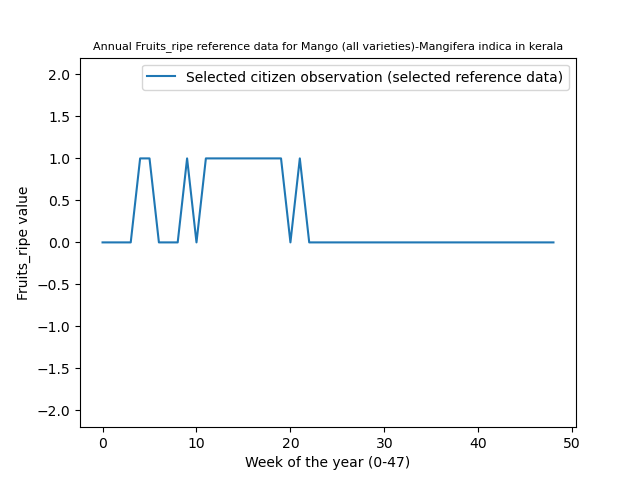 Annual Fruits_ripe reference data for Mango (all varieties)-Mangifera indica in kerala
Selected citizen observation (selected reference data)
2.0
1.5
1.0
0.5
0.0
−0.5
−1.0
−1.5
−2.0
Fruits_ripe value
0 10 20 30 40 50
Week of the year (0-47)